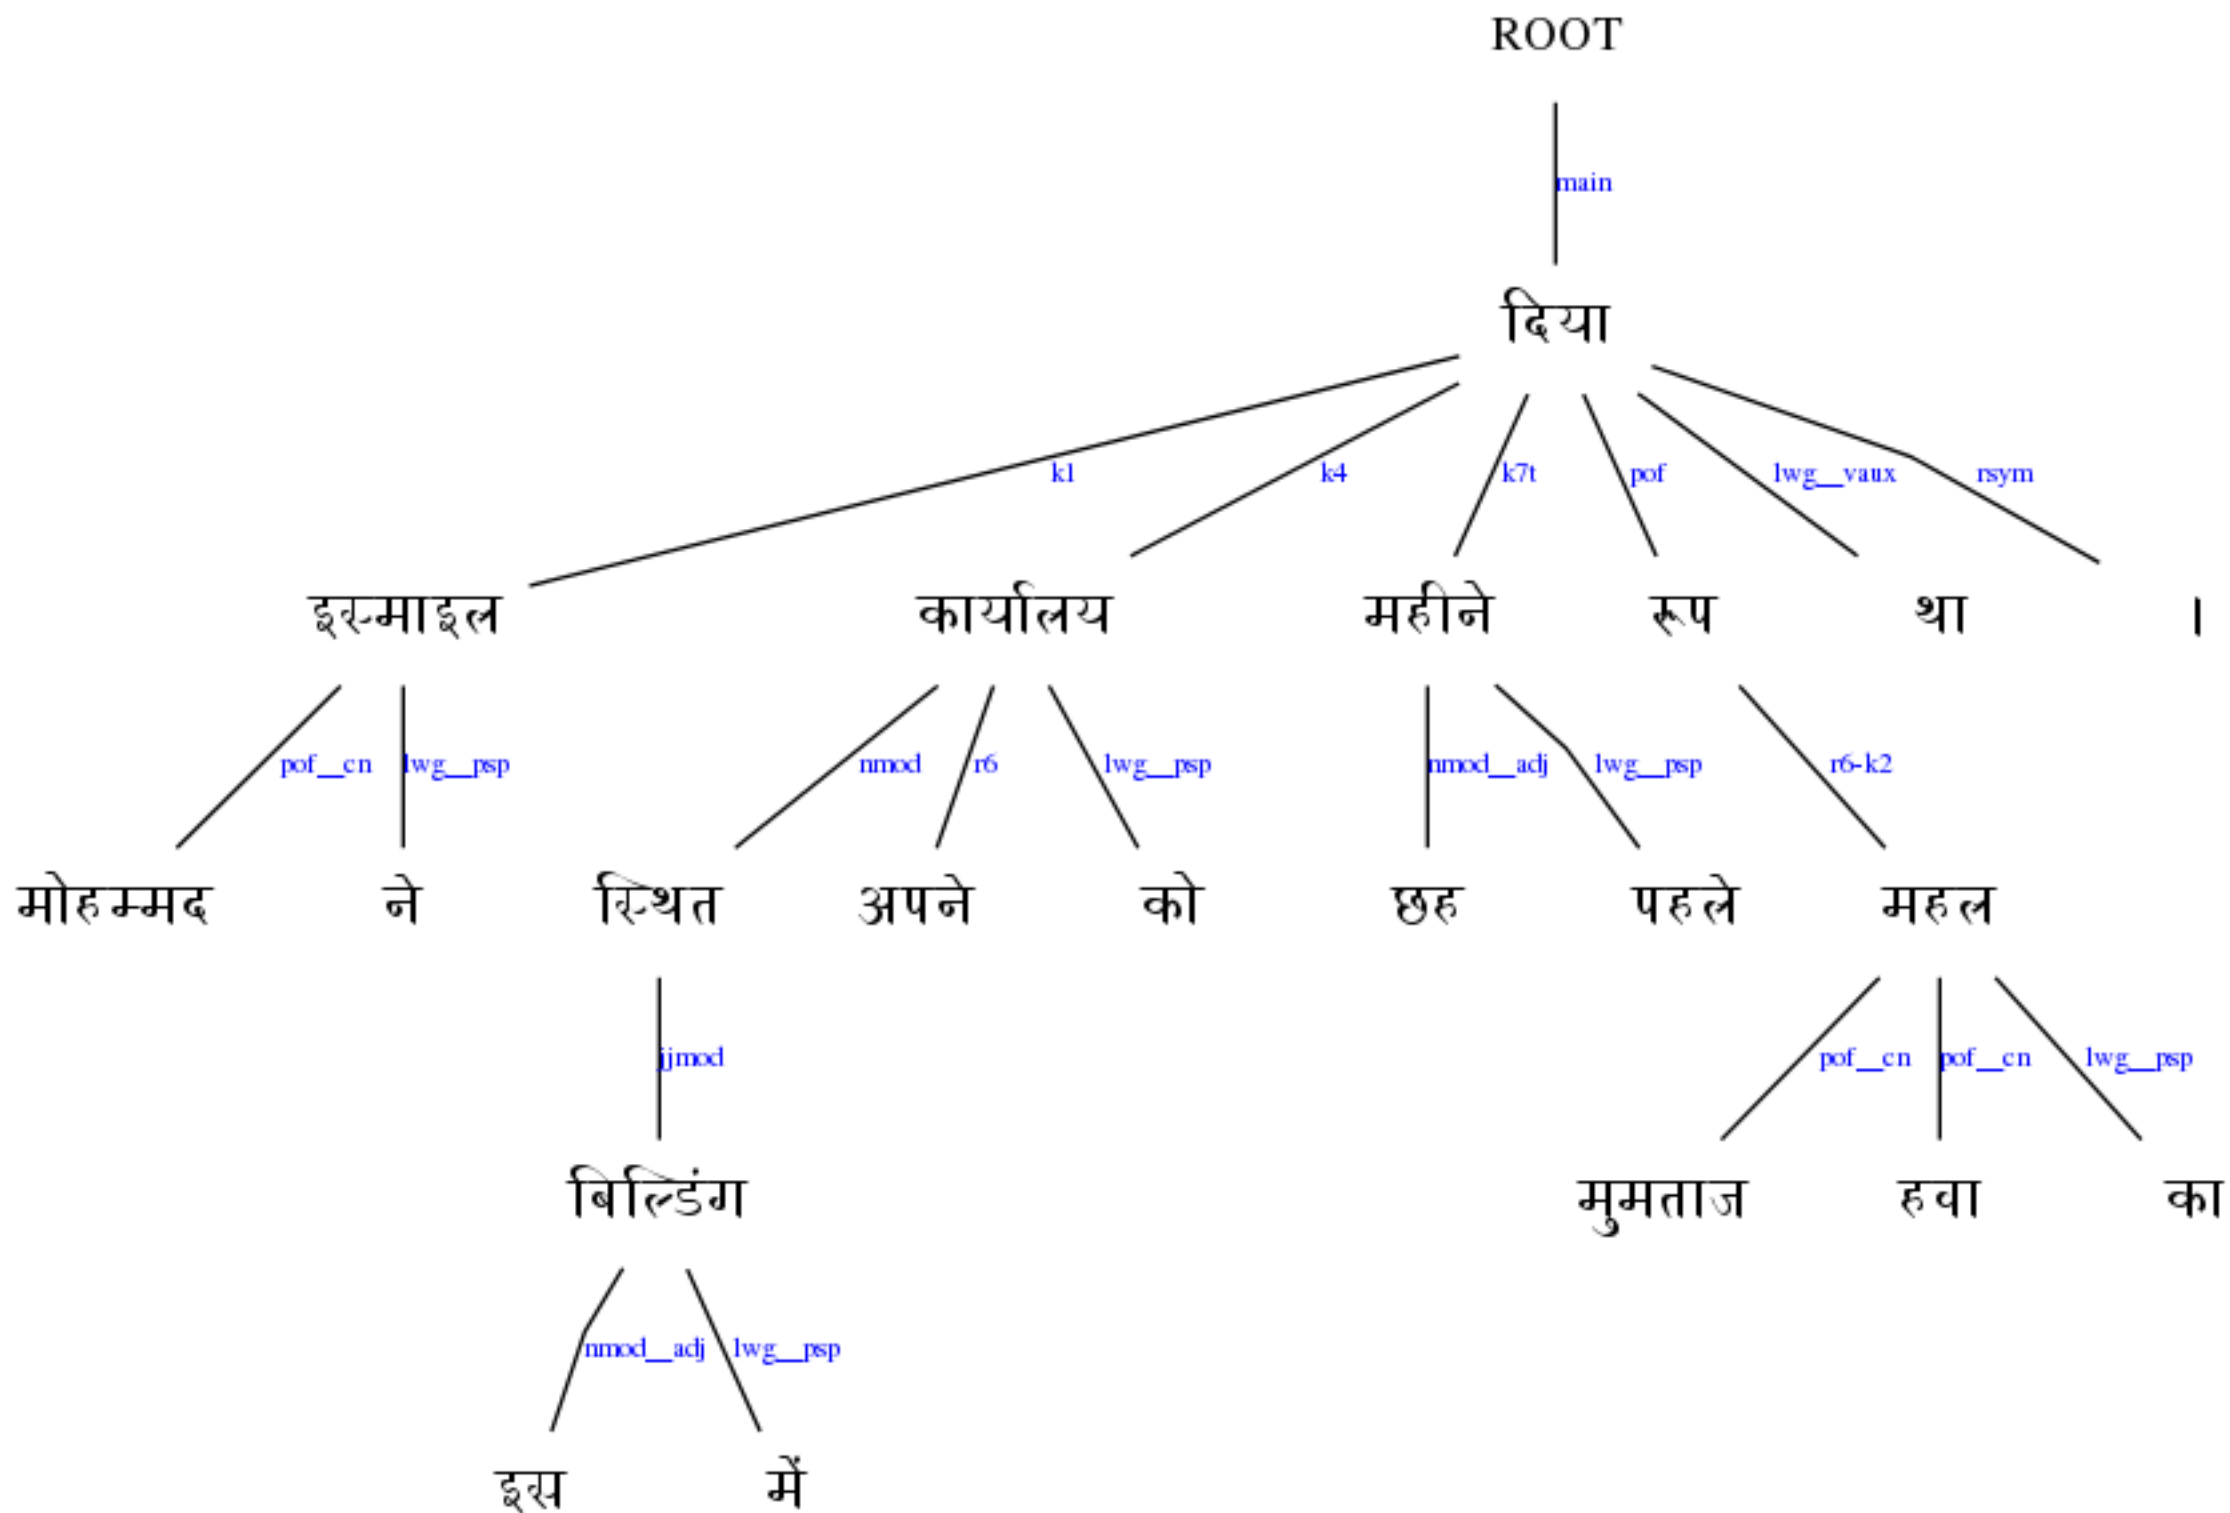 ROOT
main
दिया
k1 k4 k7t pof lwg__vaux rsym
इस्माइल कार्यालय महीने रूप था ।
pof__cn lwg__psp nmod r6 lwg__psp nmod__adj lwg__psp r6-k2
मोहम्मद ने स्थित अपने को छह पहले महल
jjmod pof__cn pof__cn lwg__psp
बिल्डिंग मुमताज हवा का
nmod__adj lwg__psp
इस में